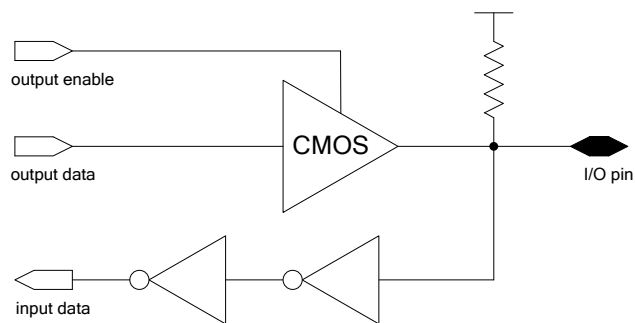 output enable
CMOS
output data
I/O pin
input data